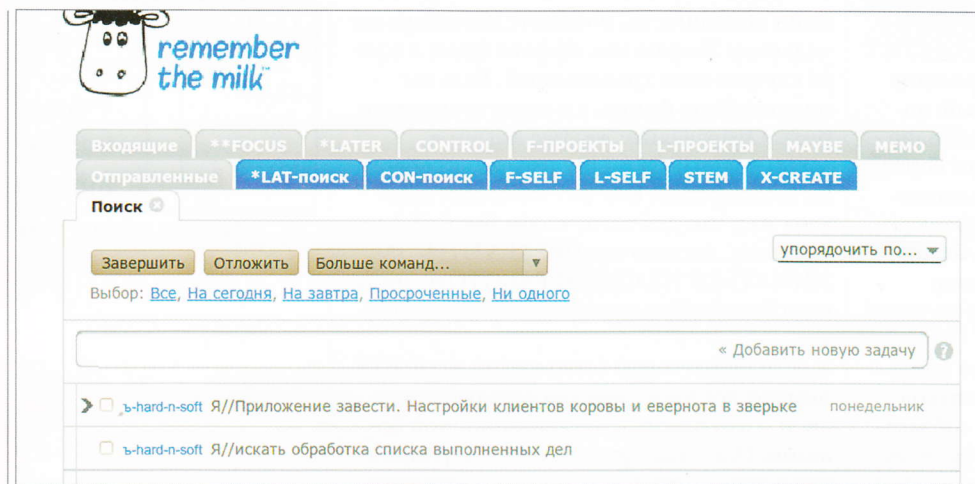 remember
the milk™
Входящие **FOCUS *LATER CONTROL F-ПРОЕКТЫ L-ПРОЕКТЫ MAYBE MEMO
Отправленные *LAT-поиск CON-поиск F-SELF L-SELF STEM X-CREATE
Поиск
Завершить Отложить Больше команд... упорядочить по...
Выбор: Все, На сегодня, На завтра, Просроченные, Ни одного
« Добавить новую задачу ?
ъ-hard-n-soft Я//Приложение завести. Настройки клиентов коровы и евернота в зверьке понедельник
ъ-hard-n-soft Я//искать обработка списка выполненных дел